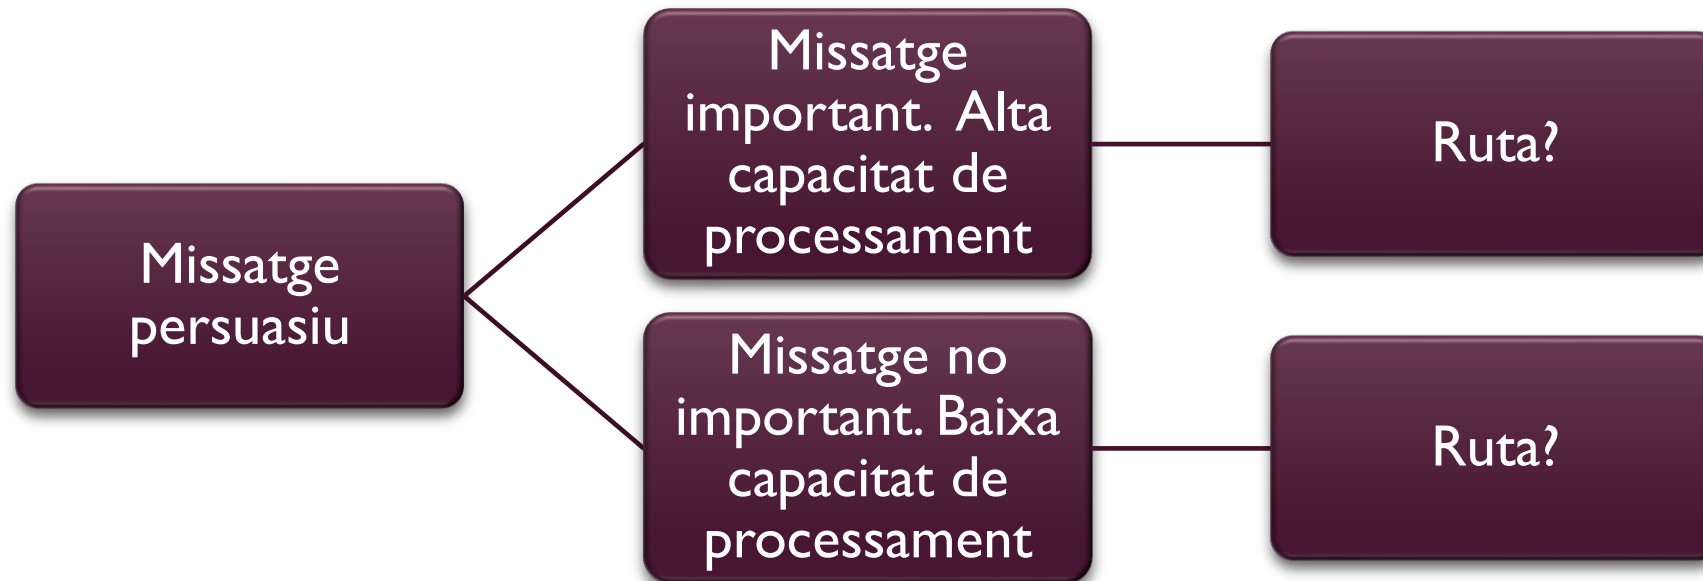 Missatge
persuasiu
Missatge
important. Alta
capacitat de
processament
Ruta?
Missatge no
important. Baixa
capacitat de
processament
Ruta?